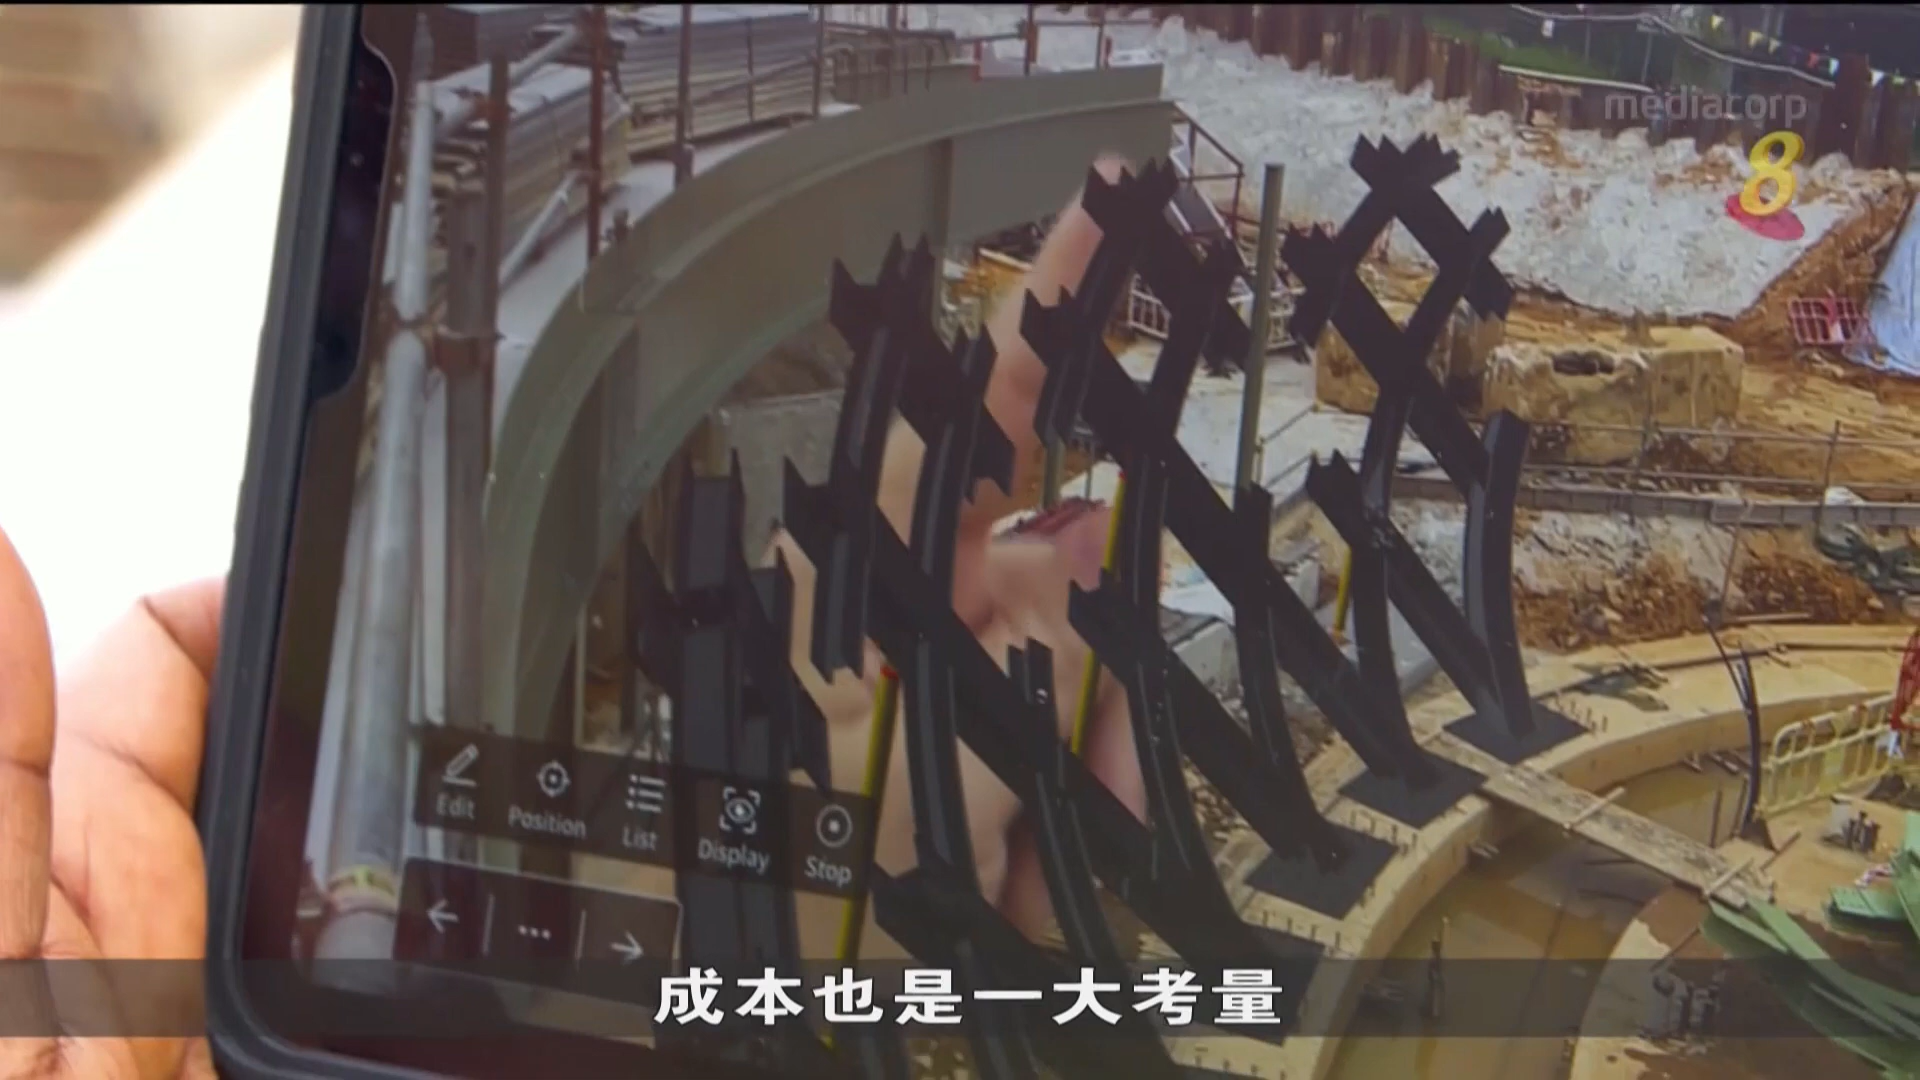 mediacorp
8
Edit
Position
List
Display
Stop
成本也是一大考量